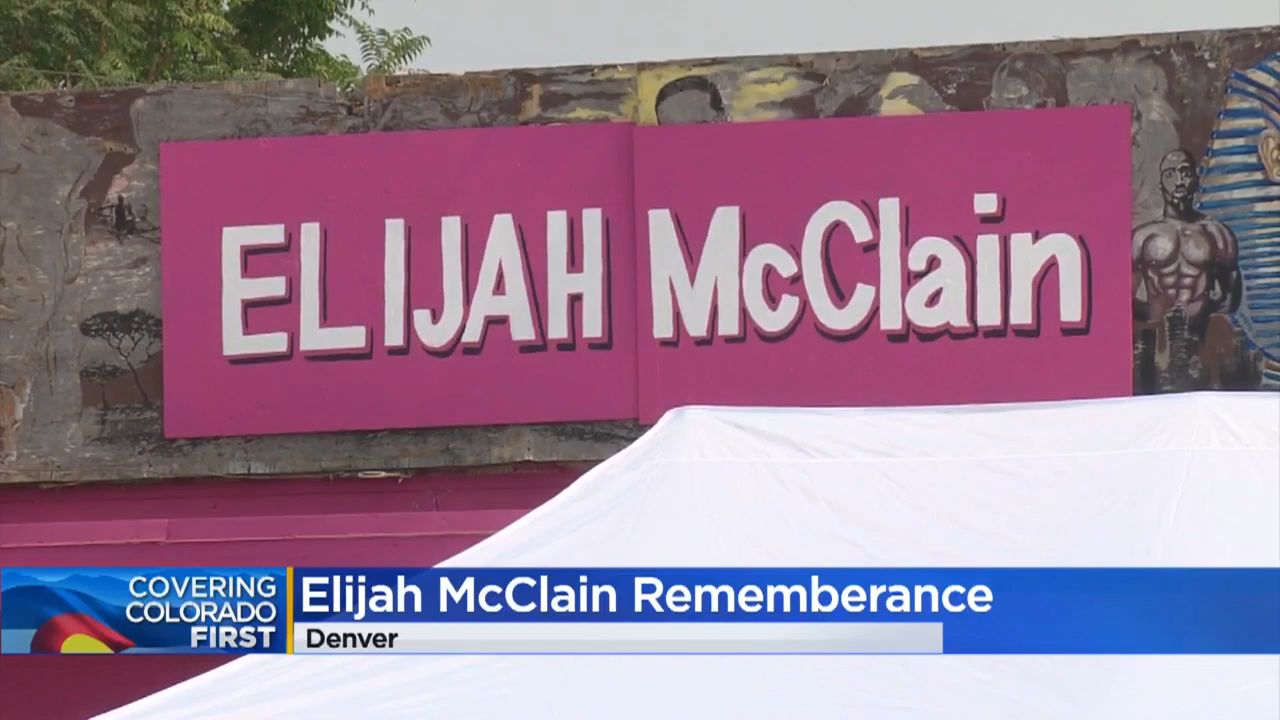 ELIJAH McClain
COVERING
COLORADO
FIRST
Elijah McClain Rememberance
Denver